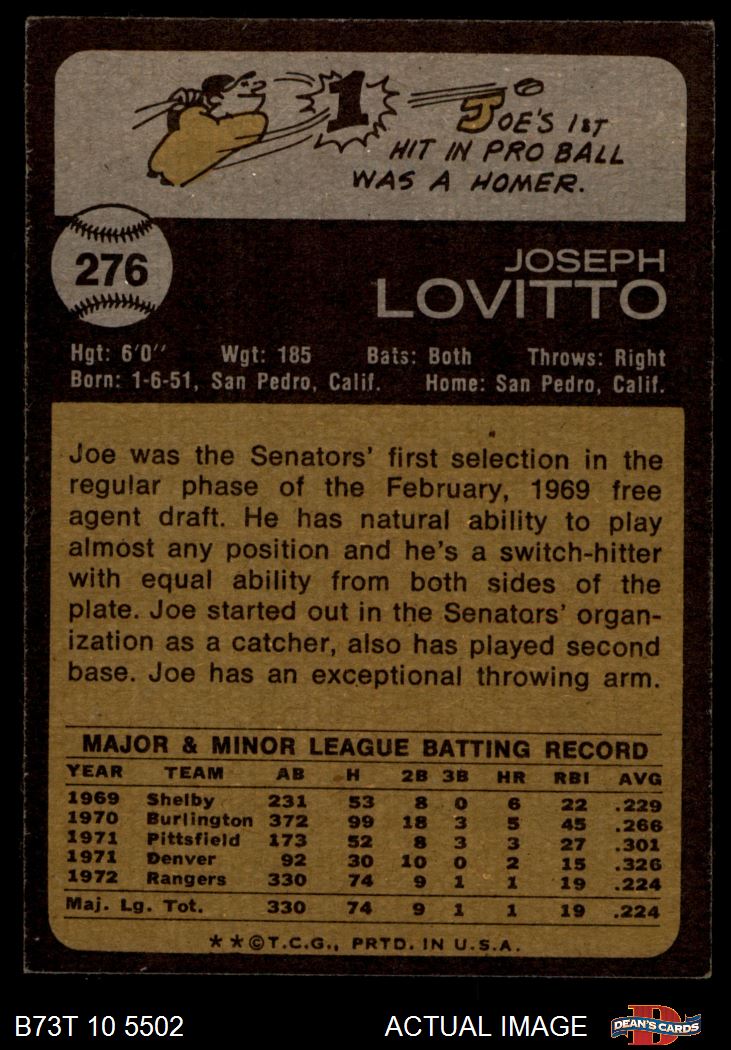 1
JOE'S 1ST
HIT IN PRO BALL
WAS A HOMER.
276
JOSEPH
LOVITTO
Hgt: 6'0'' Wgt: 185 Bats: Both Throws: Right
Born: 1-6-51, San Pedro, Calif. Home: San Pedro, Calif.
Joe was the Senators' first selection in the
regular phase of the February, 1969 free
agent draft. He has natural ability to play
almost any position and he's a switch-hitter
with equal ability from both sides of the
plate. Joe started out in the Senators' organ-
ization as a catcher, also has played second
base. Joe has an exceptional throwing arm.
MAJOR & MINOR LEAGUE BATTING RECORD
YEAR TEAM AB H 2B 3B HR RBI AVG
1969 Shelby 231 53 8 0 6 22 .229
1970 Burlington 372 99 18 3 5 45 .266
1971 Pittsfield 173 52 8 3 3 27 .301
1971 Denver 92 30 10 0 2 15 .326
1972 Rangers 330 74 9 1 1 19 .224
Maj. Lg. Tot. 330 74 9 1 1 19 .224
**©T.C.G., PRTD. IN U.S.A.
B73T 10 5502 ACTUAL IMAGE D DEAN'S CARDS